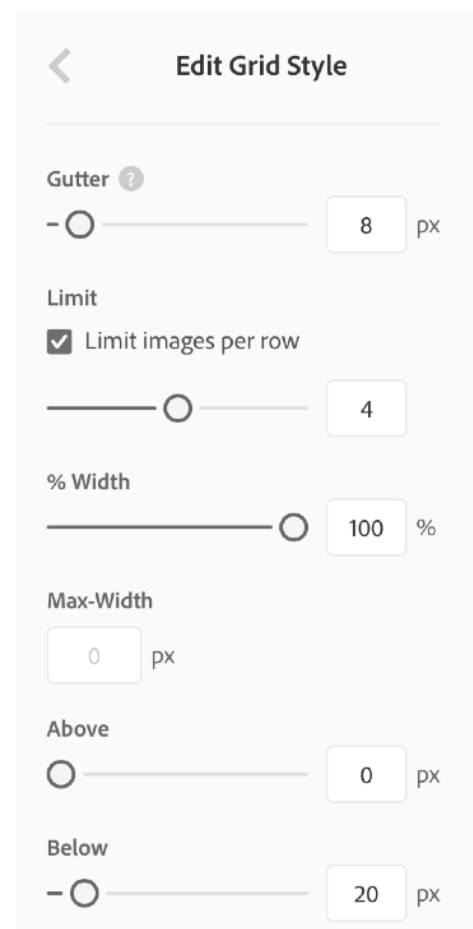 Edit Grid Style
Gutter ?
8 px
Limit
Limit images per row
4
% Width
100 %
Max-Width
0 px
Above
0 px
Below
20 px